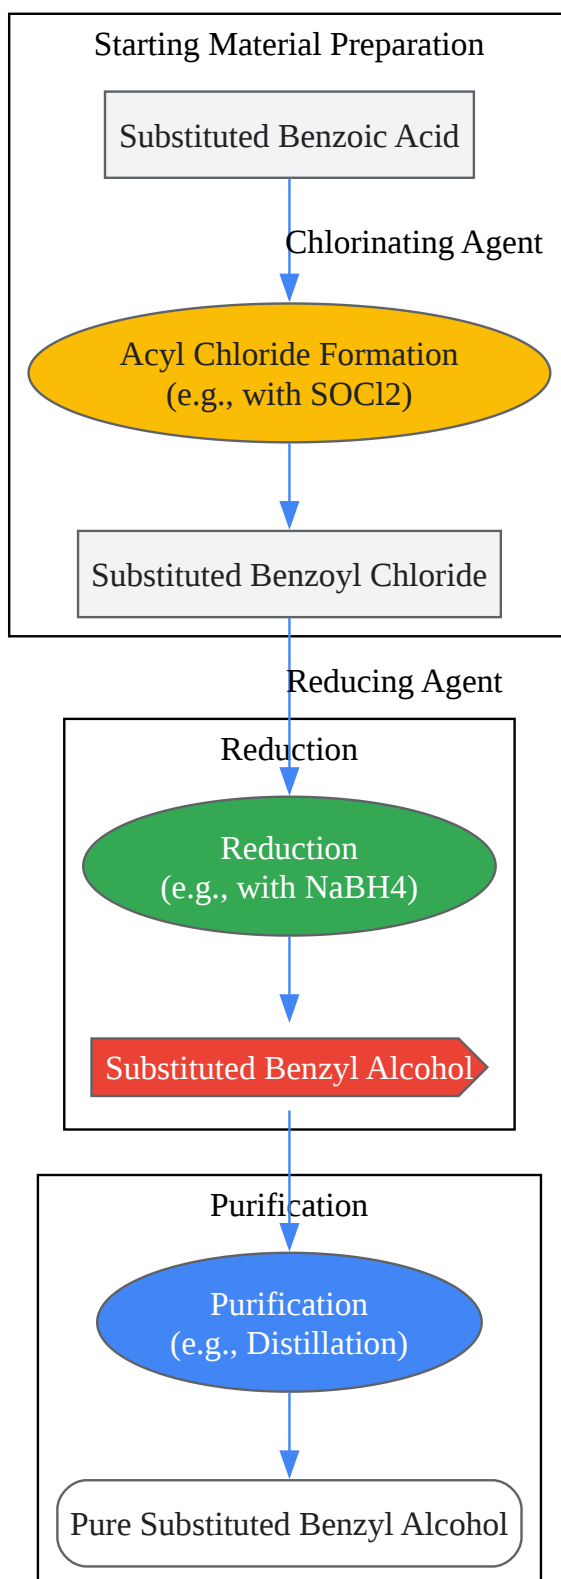 Starting Material Preparation
Substituted Benzoic Acid
Chlorinating Agent
Acyl Chloride Formation
(e.g., with SOCl2)
Substituted Benzoyl Chloride
Reducing Agent
Reduction
Reduction
(e.g., with NaBH4)
Substituted Benzyl Alcohol
Purification
Purification
(e.g., Distillation)
Pure Substituted Benzyl Alcohol